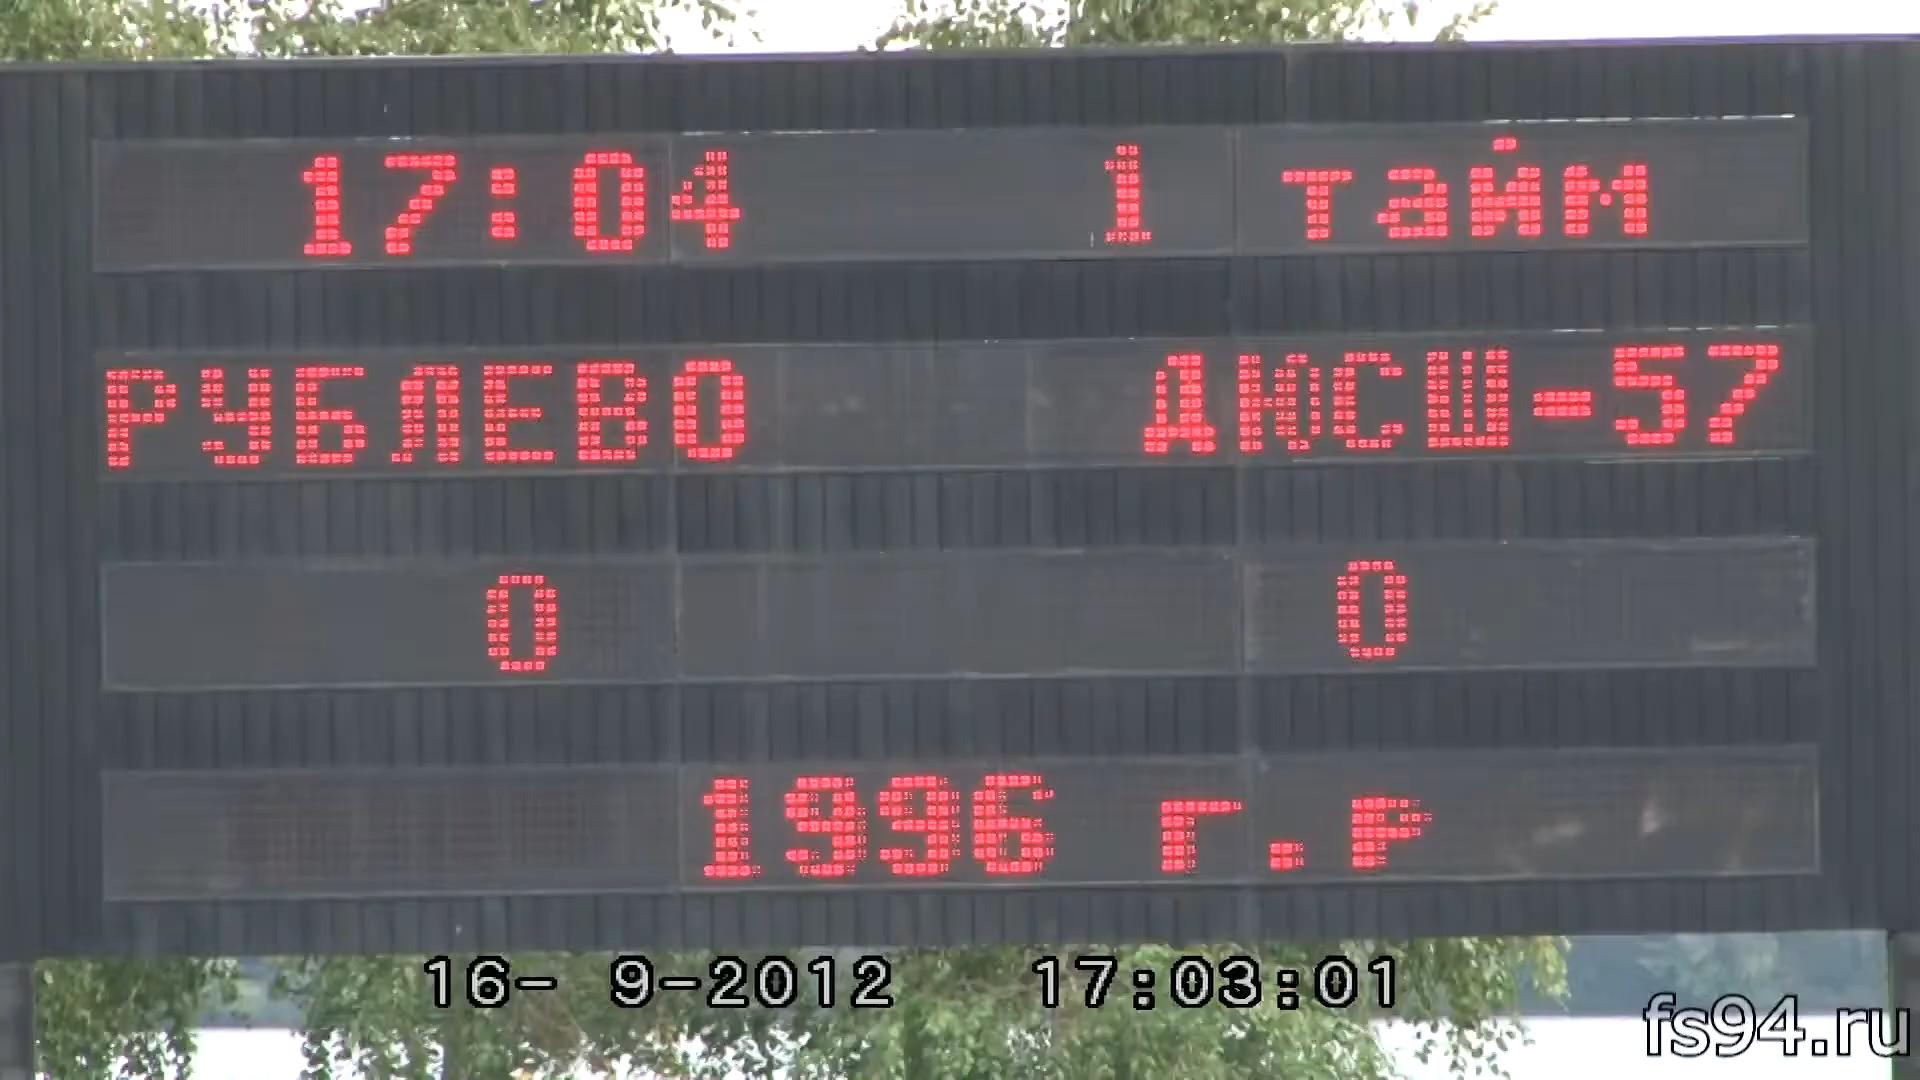 17:04 1 тайм
РУБЛЕВО ДЮСШ-57
0 0
1996 г.р
16- 9-2012 17:03:01
fs94.ru